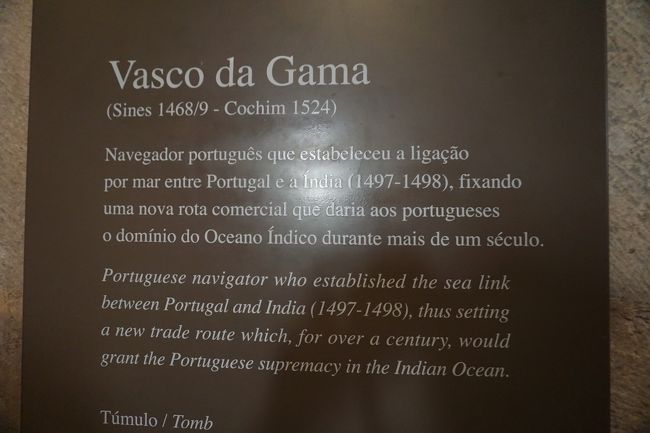 Vasco da Gama
(Sines 1468/9 - Cochim 1524)
Navegador português que estabeleceu a ligação
por mar entre Portugal e a Índia (1497-1498), fixando
uma nova rota comercial que daria aos portugueses
o domínio do Oceano Índico durante mais de um século.
Portuguese navigator who established the sea link
between Portugal and India (1497-1498), thus setting
a new trade route which, for over a century, would
grant the Portuguese supremacy in the Indian Ocean.
Túmulo / Tomb